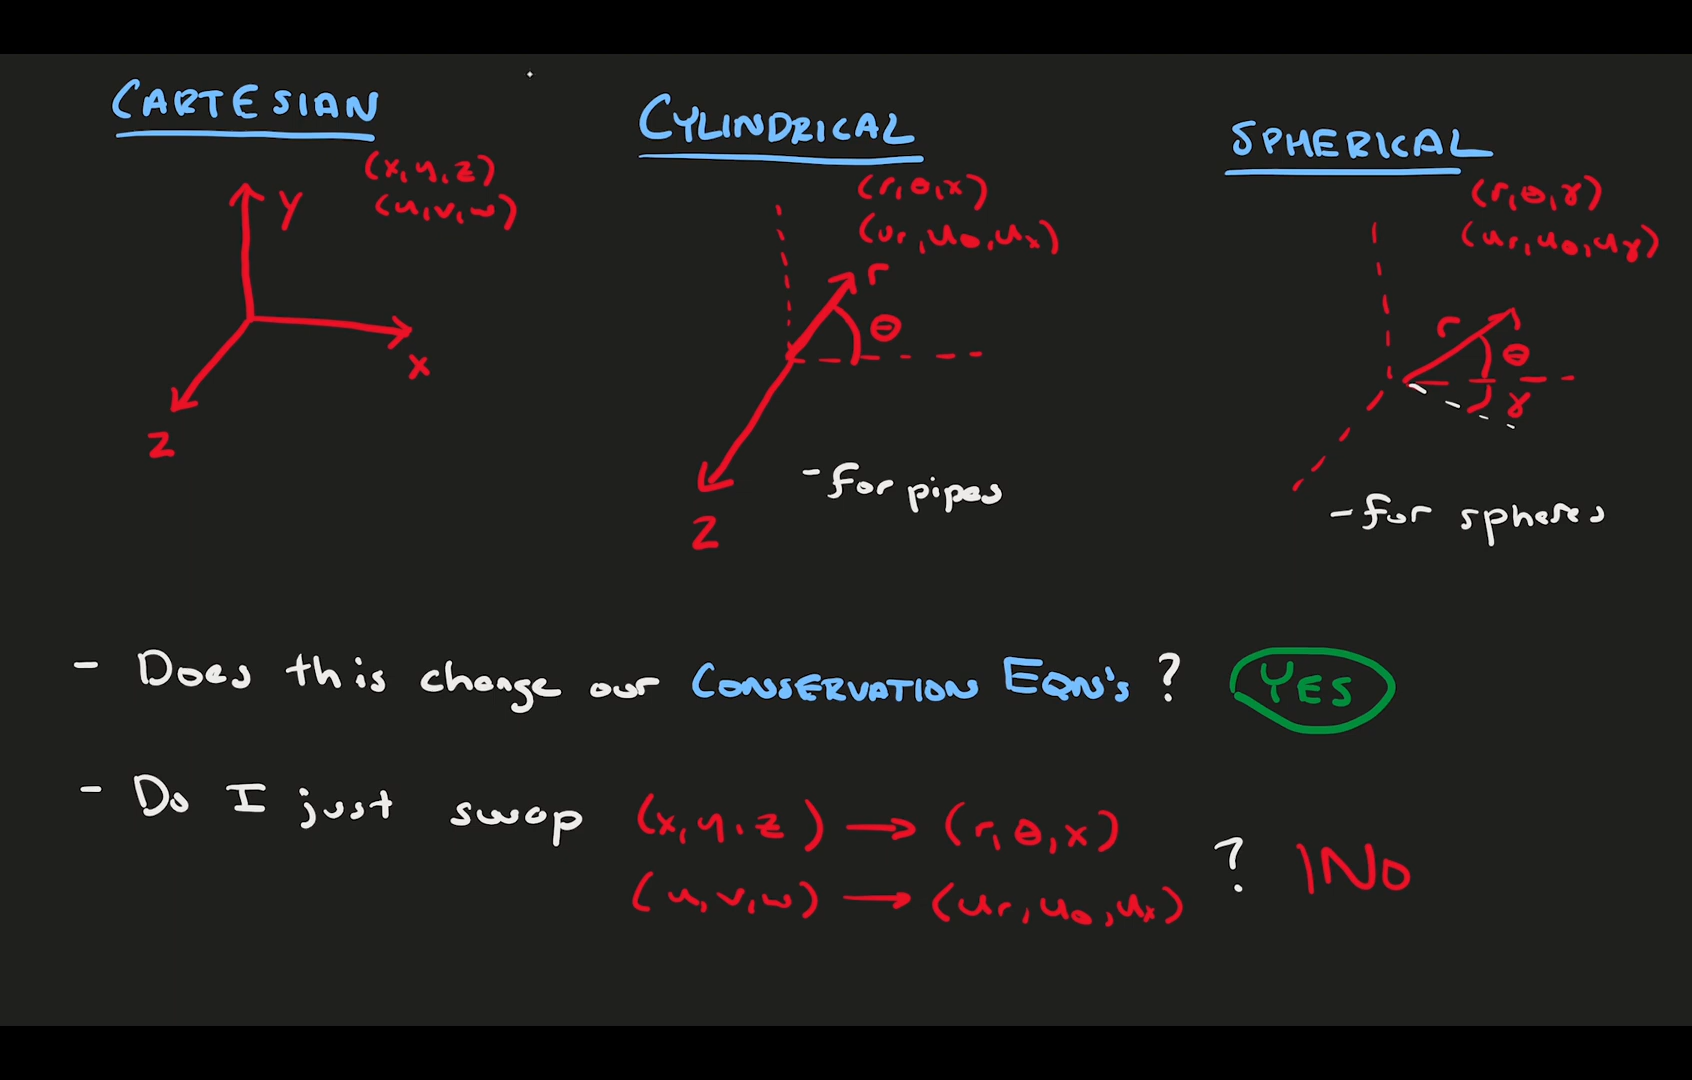 CARTESIAN
(x, y, z)
(u, v, w)
y
x
z
CYLINDRICAL
(r, θ, x)
(ur, uθ, ux)
r
θ
z
- for pipes
SPHERICAL
(r, θ, γ)
(ur, uθ, uγ)
r
θ
γ
- for spheres
- Does this change our CONSERVATION EQN's ? YES
- Do I just swap (x, y, z) → (r, θ, x)
(u, v, w) → (ur, uθ, ux) ? NO